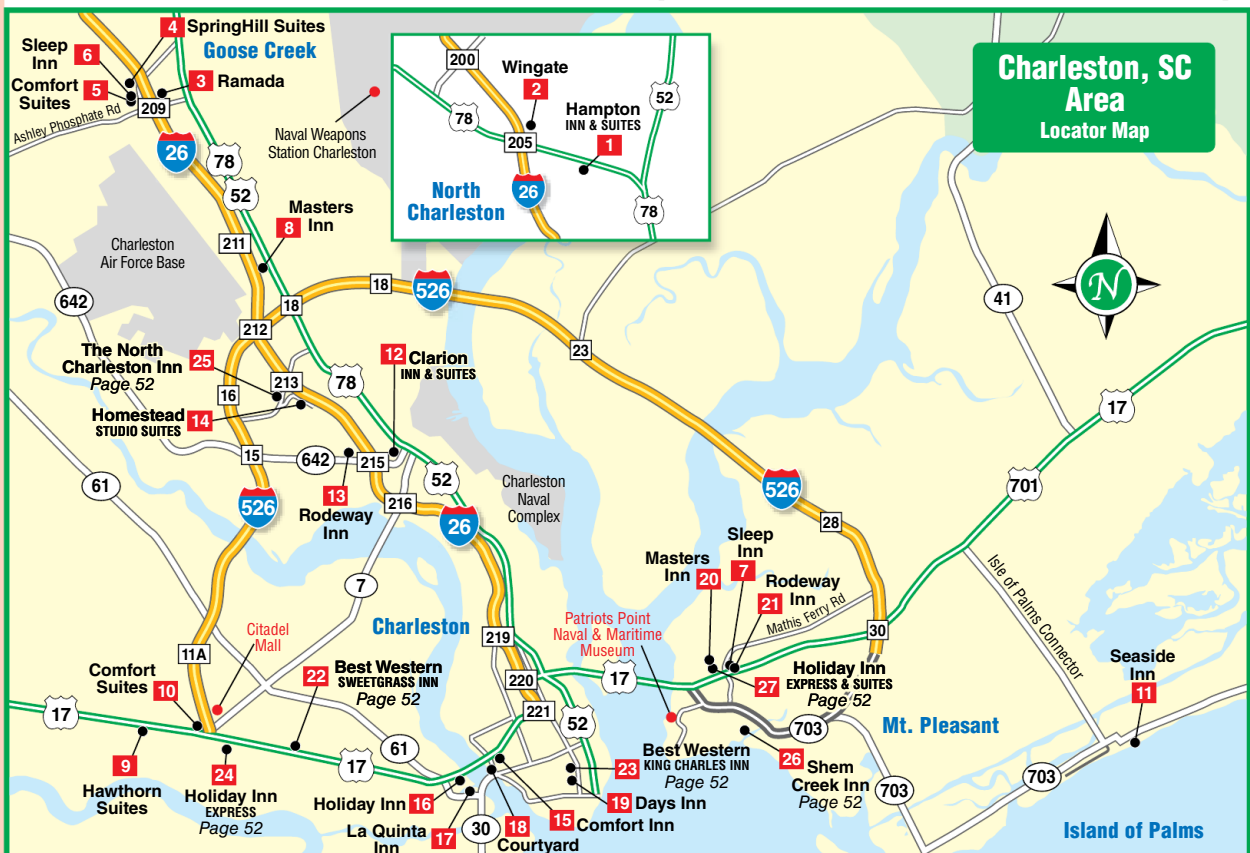 Charleston, SC
Area
Locator Map
4 SpringHill Suites
Goose Creek
Sleep
Inn
6
3 Ramada
Comfort
Suites
5
209
Ashley Phosphate Rd
26
78
52
Naval Weapons
Station Charleston
200
Wingate
2
Hampton
INN & SUITES
1
78
52
205
26
North
Charleston
78
Masters
Inn
8
211
Charleston
Air Force Base
642
18
18
526
212
23
41
N
The North
Charleston Inn
Page 52
25
213
16
Homestead
STUDIO SUITES
14
12 Clarion
INN & SUITES
78
15
642
13
Rodeway
Inn
215
216
52
26
Charleston
Naval
Complex
61
526
7
526
28
17
701
Isle of Palms Connector
Masters
Inn
20
Sleep
Inn
7
Rodeway
Inn
21
Mathis Ferry Rd
30
Patriots Point
Naval & Maritime
Museum
Charleston
219
220
221
17
52
Citadel
Mall
11A
Comfort
Suites
10
22
Best Western
SWEETGRASS INN
Page 52
17
9
Hawthorn
Suites
24
Holiday Inn
EXPRESS
Page 52
17
61
Holiday Inn 16
La Quinta
Inn
17
30
18
Courtyard
15
Comfort Inn
19 Days Inn
23
Best Western
KING CHARLES INN
Page 52
27
Holiday Inn
EXPRESS & SUITES
Page 52
703
Mt. Pleasant
26
Shem
Creek Inn
Page 52
703
703
Seaside
Inn
11
Island of Palms